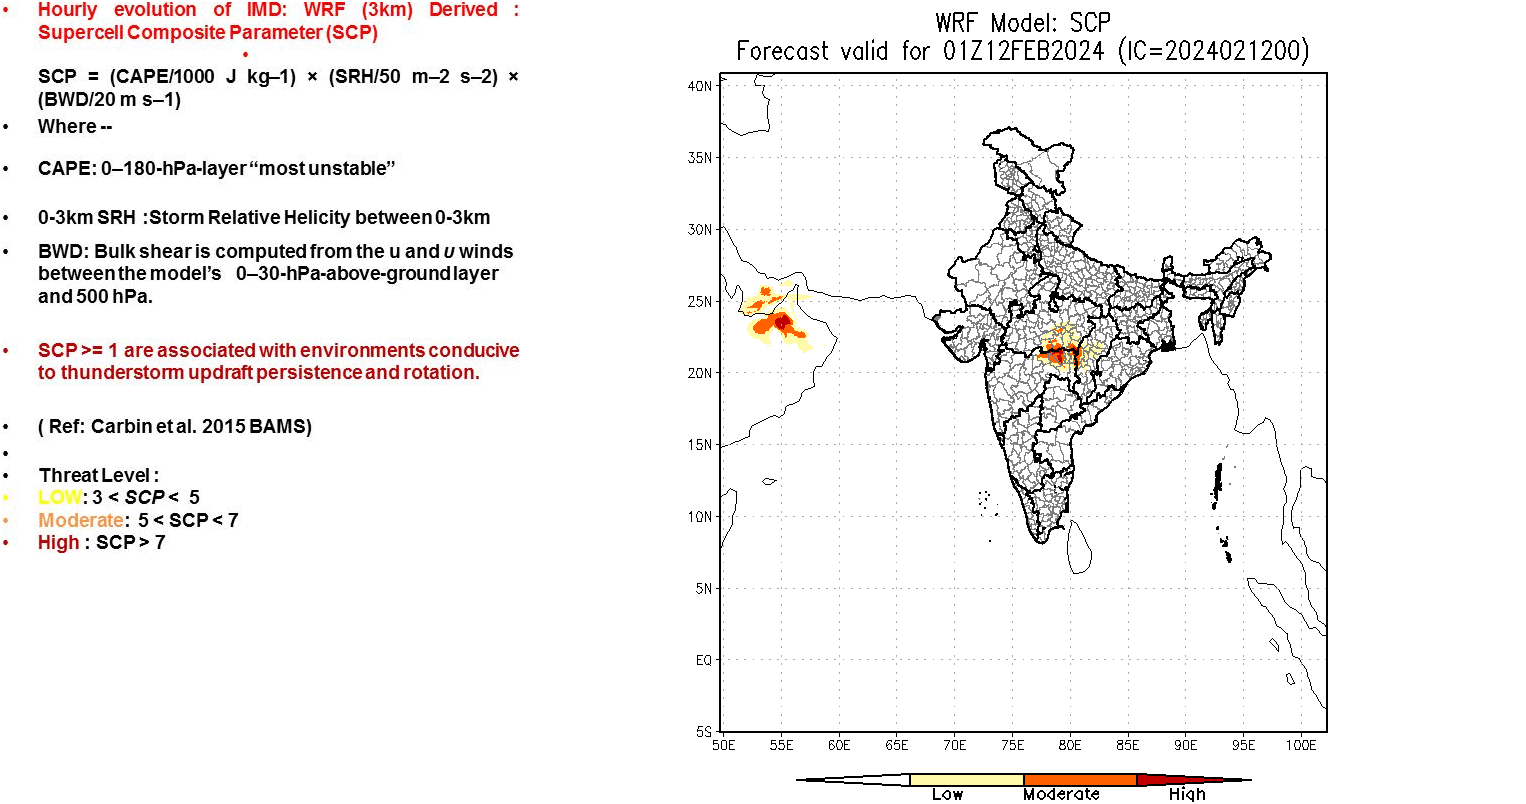 • Hourly evolution of IMD: WRF (3km) Derived :
Supercell Composite Parameter (SCP)
•
SCP = (CAPE/1000 J kg–1) × (SRH/50 m–2 s–2) ×
(BWD/20 m s–1)
• Where --
• CAPE: 0–180-hPa-layer “most unstable”
• 0-3km SRH :Storm Relative Helicity between 0-3km
• BWD: Bulk shear is computed from the u and υ winds
between the model’s 0–30-hPa-above-ground layer
and 500 hPa.
• SCP >= 1 are associated with environments conducive
to thunderstorm updraft persistence and rotation.
• ( Ref: Carbin et al. 2015 BAMS)
•
• Threat Level :
• LOW: 3 < SCP < 5
• Moderate: 5 < SCP < 7
• High : SCP > 7
WRF Model: SCP
Forecast valid for 01Z12FEB2024 (IC=2024021200)
40N
35N
30N
25N
20N
15N
10N
5N
EQ
5S
50E 55E 60E 65E 70E 75E 80E 85E 90E 95E 100E
Low Moderate High